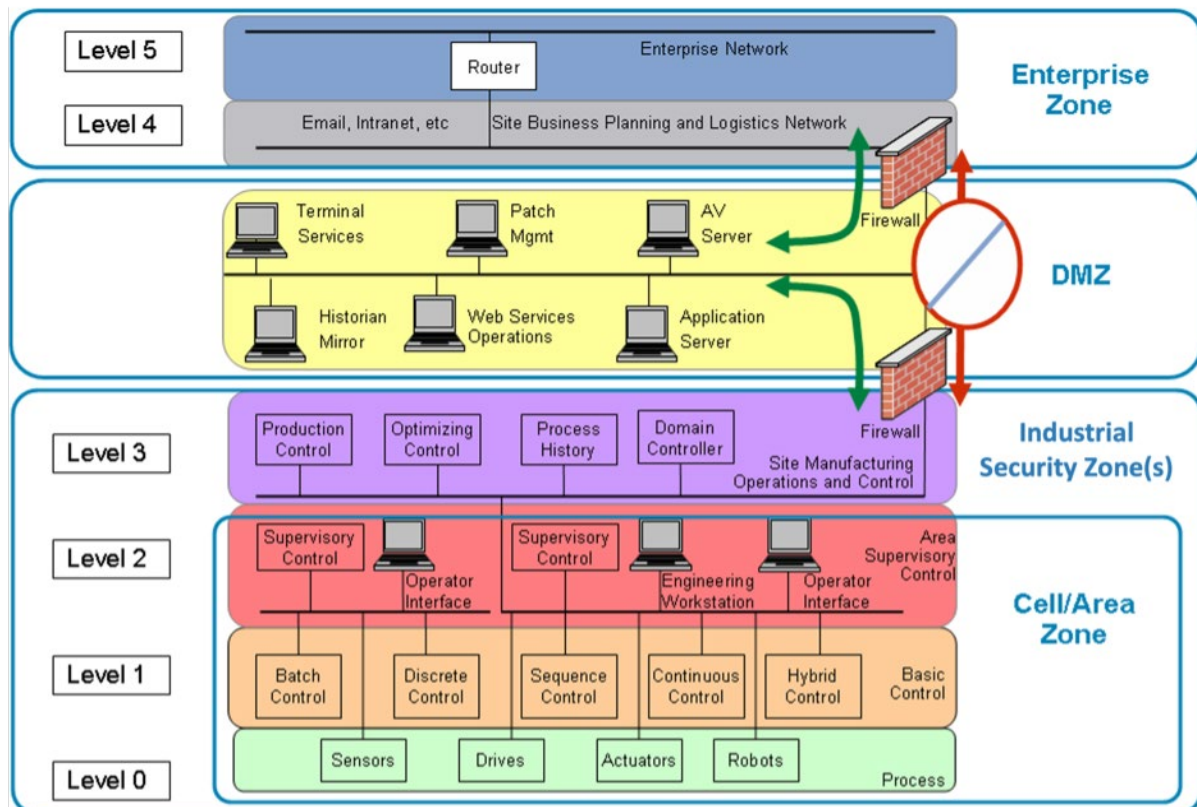 Level 5
Enterprise Network
Router
Enterprise
Zone
Level 4
Email, Intranet, etc
Site Business Planning and Logistics Network
Terminal
Services
Patch
Mgmt
AV
Server
Firewall
DMZ
Historian
Mirror
Web Services
Operations
Application
Server
Level 3
Production
Control
Optimizing
Control
Process
History
Domain
Controller
Firewall
Site Manufacturing
Operations and Control
Industrial
Security Zone(s)
Level 2
Supervisory
Control
Operator
Interface
Supervisory
Control
Engineering
Workstation
Operator
Interface
Area
Supervisory
Control
Cell/Area
Zone
Level 1
Batch
Control
Discrete
Control
Sequence
Control
Continuous
Control
Hybrid
Control
Basic
Control
Level 0
Sensors
Drives
Actuators
Robots
Process